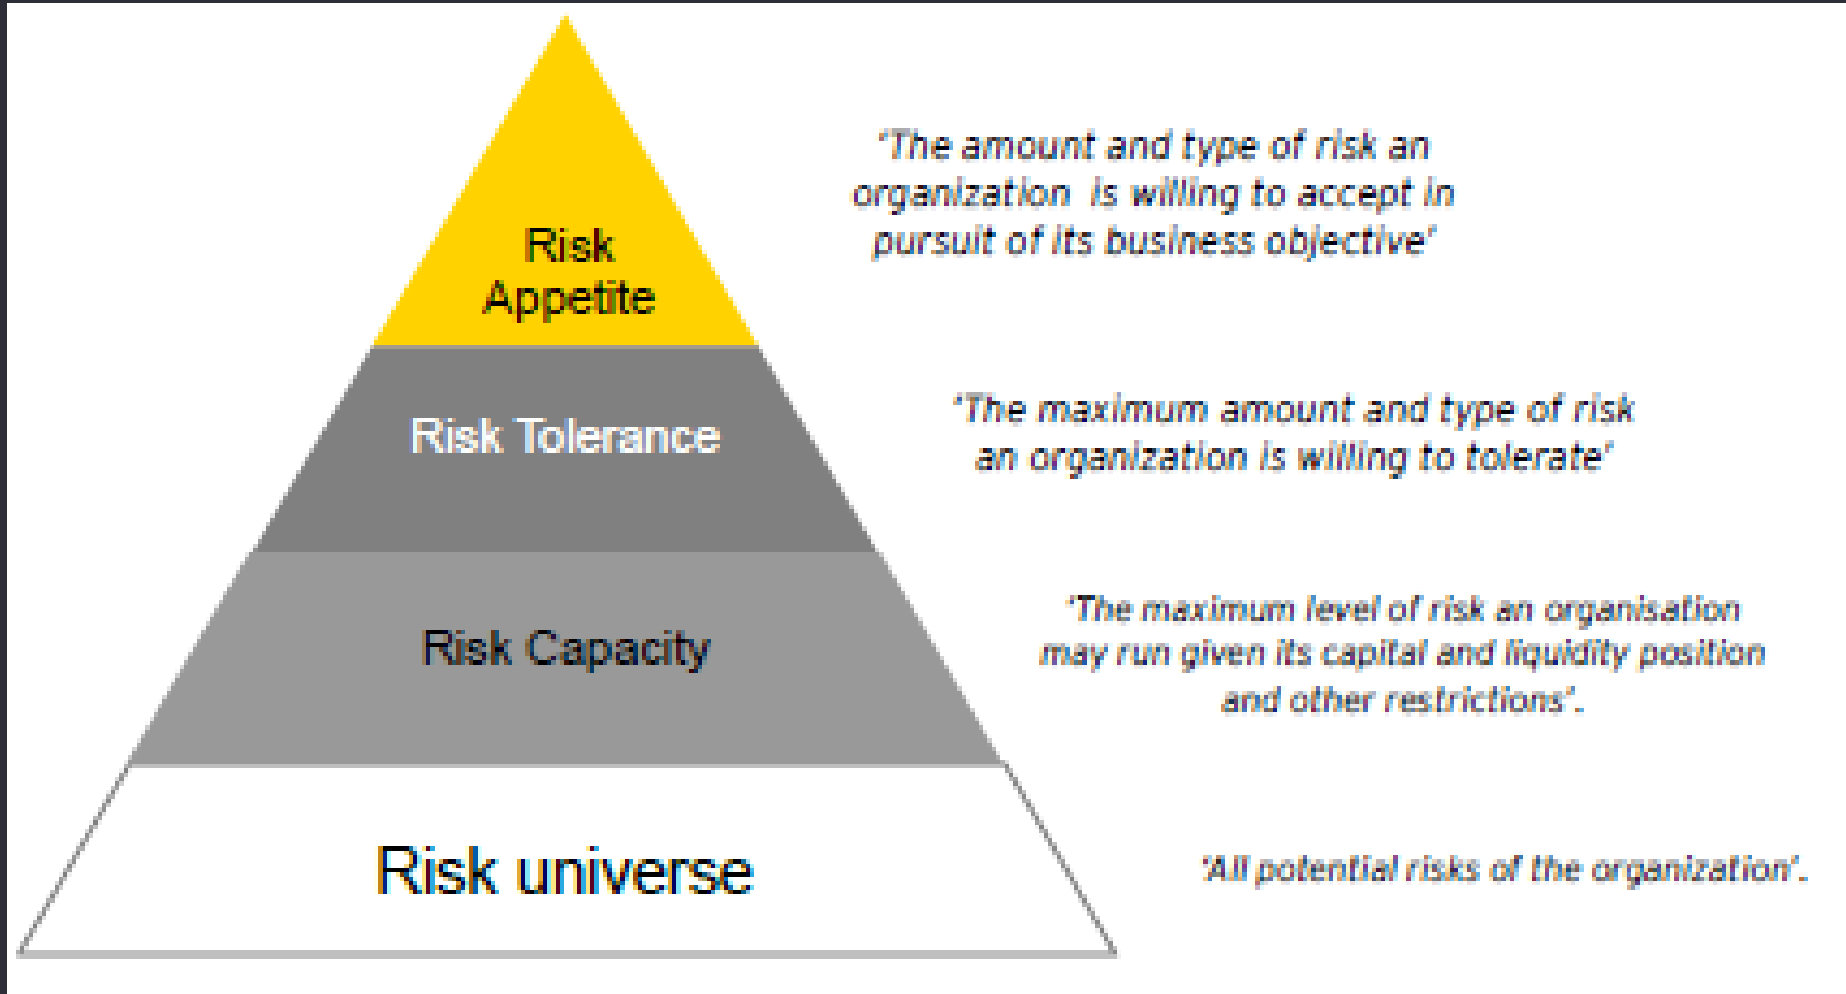 ‘The amount and type of risk an
organization is willing to accept in
pursuit of its business objective’
Risk
Appetite
‘The maximum amount and type of risk
an organization is willing to tolerate’
Risk Tolerance
‘The maximum level of risk an organisation
may run given its capital and liquidity position
and other restrictions’.
Risk Capacity
Risk universe
‘All potential risks of the organization’.